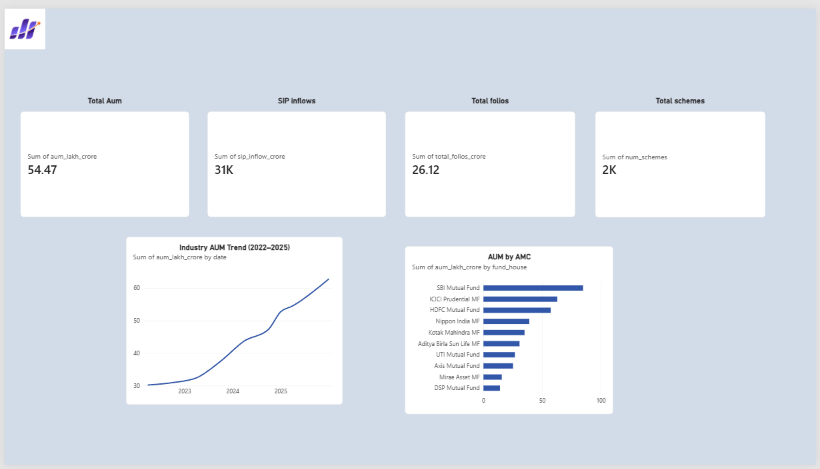 Total Aum
SIP inflows
Total folios
Total schemes
Sum of aum_lakh_crore
54.47
Sum of sip_inflow_crore
31K
Sum of total_folios_crore
26.12
Sum of num_schemes
2K
Industry AUM Trend (2022–2025)
Sum of aum_lakh_crore by date
60
50
40
30
2023
2024
2025
AUM by AMC
Sum of aum_lakh_crore by fund_house
SBI Mutual Fund
ICICI Prudential MF
HDFC Mutual Fund
Nippon India MF
Kotak Mahindra MF
Aditya Birla Sun Life MF
UTI Mutual Fund
Axis Mutual Fund
Mirae Asset MF
DSP Mutual Fund
0
50
100